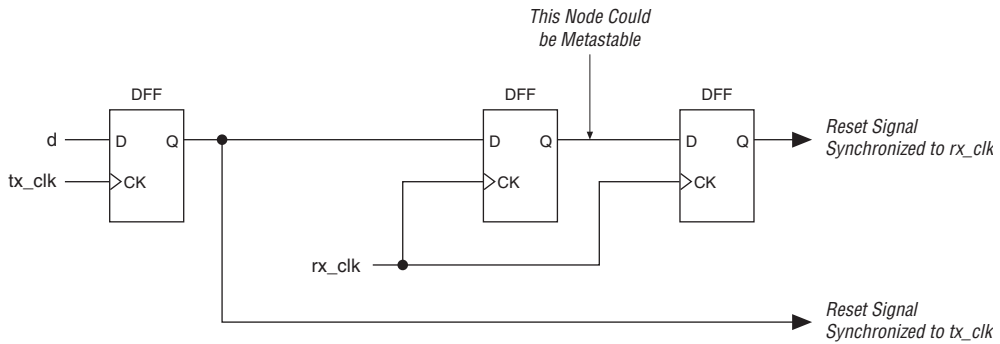 This Node Could
be Metastable
DFF
DFF
DFF
d
D
Q
D
Q
D
Q
Reset Signal
Synchronized to rx_clk
tx_clk
CK
CK
CK
rx_clk
Reset Signal
Synchronized to tx_clk